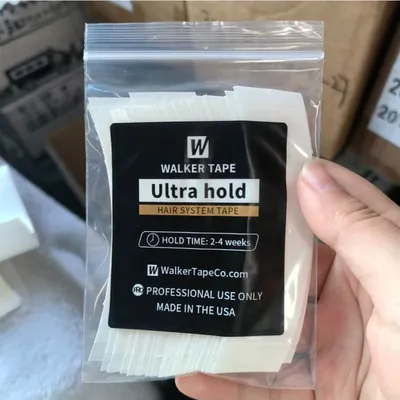 W
WALKER TAPE
Ultra hold
HAIR SYSTEM TAPE
HOLD TIME: 2-4 weeks
W WalkerTapeCo.com
PROFESSIONAL USE ONLY
MADE IN THE USA
20